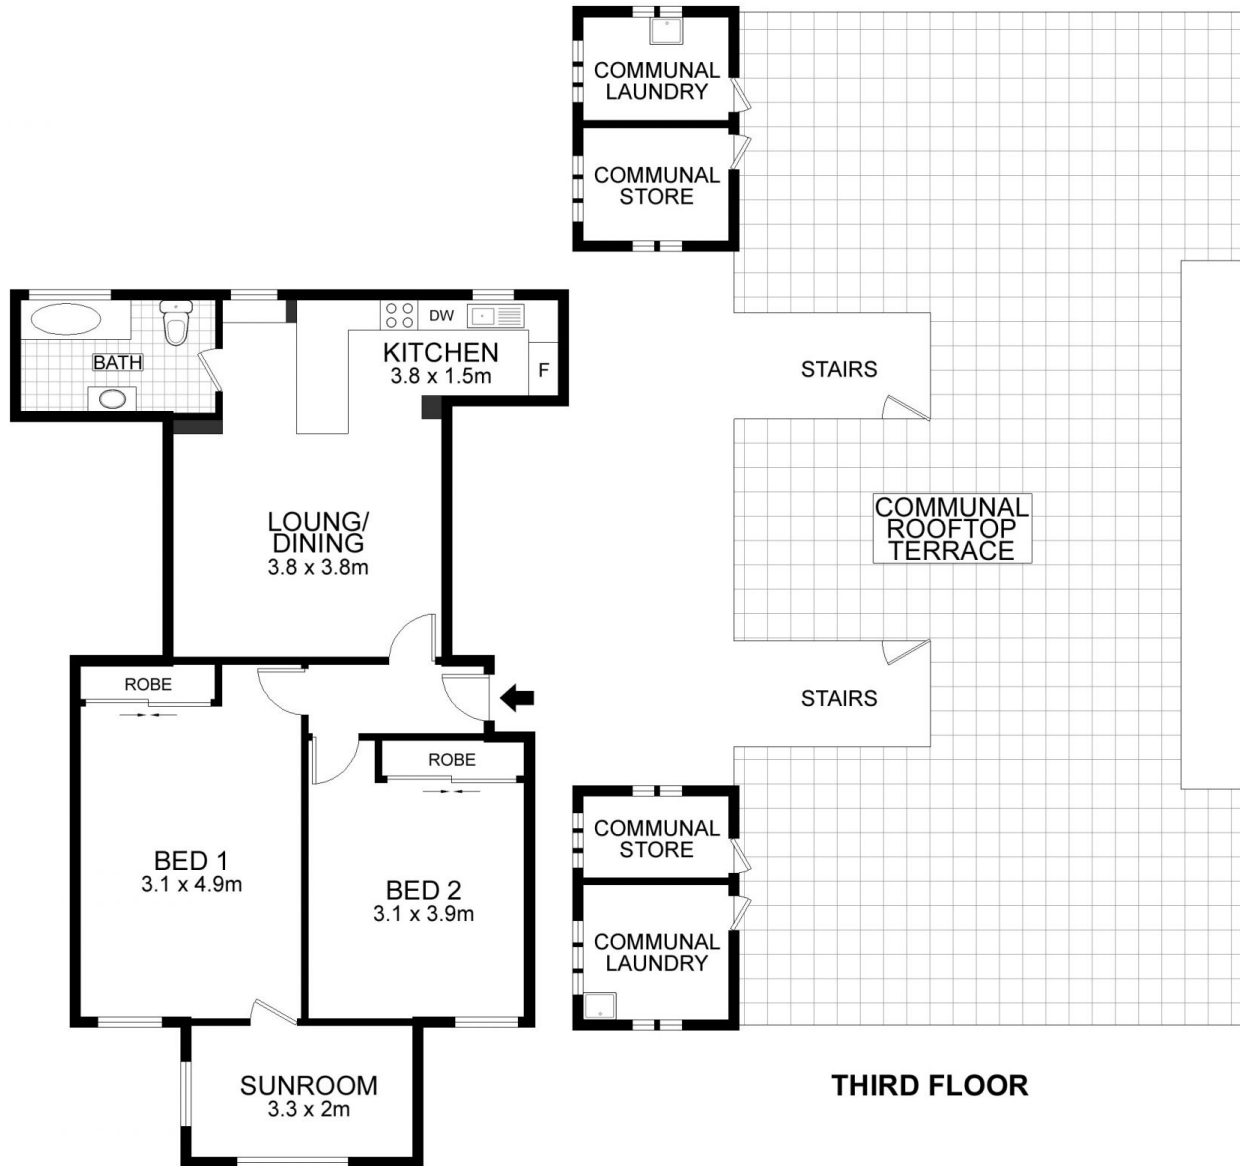 COMMUNAL
LAUNDRY
COMMUNAL
STORE
BATH
DW
KITCHEN
3.8 x 1.5m
F
STAIRS
LOUNG/
DINING
3.8 x 3.8m
COMMUNAL
ROOFTOP
TERRACE
ROBE
STAIRS
ROBE
COMMUNAL
STORE
BED 1
3.1 x 4.9m
BED 2
3.1 x 3.9m
COMMUNAL
LAUNDRY
SUNROOM
3.3 x 2m
THIRD FLOOR